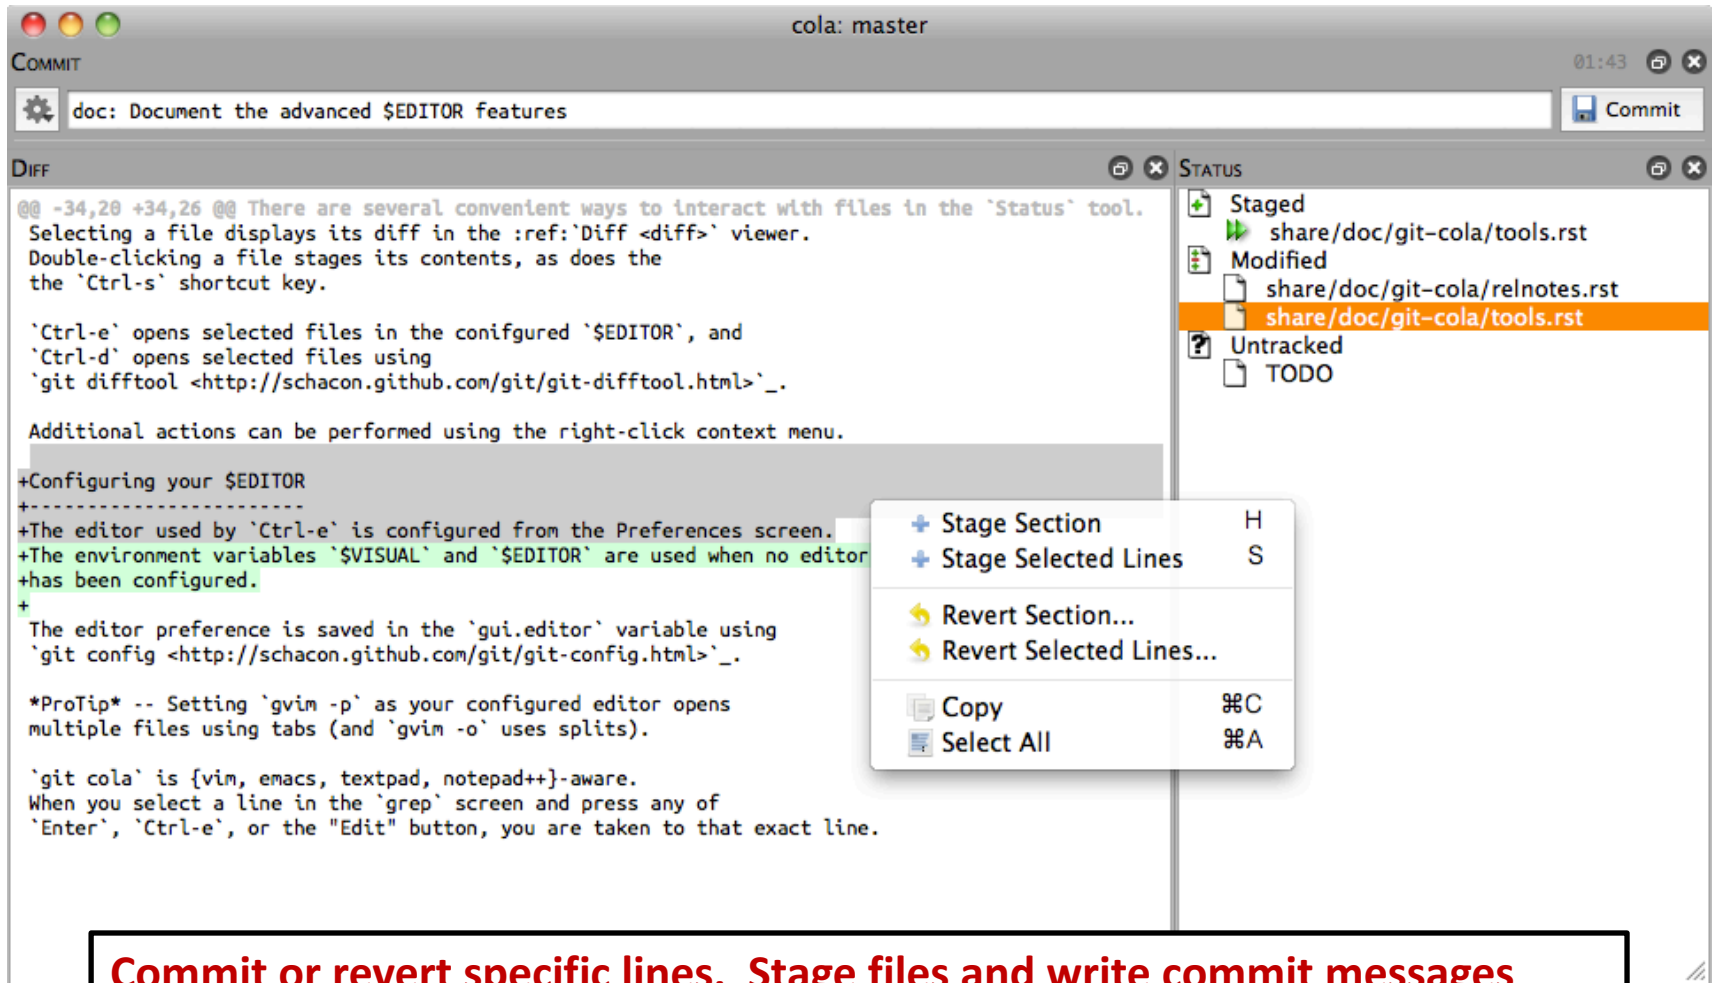 cola: master
COMMIT
01:43
doc: Document the advanced $EDITOR features
Commit
DIFF
@@ -34,20 +34,26 @@ There are several convenient ways to interact with files in the `Status` tool.
Selecting a file displays its diff in the :ref:`Diff <diff>` viewer.
Double-clicking a file stages its contents, as does the
the `Ctrl-s` shortcut key.
`Ctrl-e` opens selected files in the conifgured `$EDITOR`, and
`Ctrl-d` opens selected files using
`git difftool <http://schacon.github.com/git/git-difftool.html>`_.
Additional actions can be performed using the right-click context menu.
+Configuring your $EDITOR
+------------------------
+The editor used by `Ctrl-e` is configured from the Preferences screen.
+The environment variables `$VISUAL` and `$EDITOR` are used when no editor
+has been configured.
+
The editor preference is saved in the `gui.editor` variable using
`git config <http://schacon.github.com/git/git-config.html>`_.
*ProTip* -- Setting `gvim -p` as your configured editor opens
multiple files using tabs (and `gvim -o` uses splits).
`git cola` is {vim, emacs, textpad, notepad++}-aware.
When you select a line in the `grep` screen and press any of
`Enter`, `Ctrl-e`, or the "Edit" button, you are taken to that exact line.
Stage Section H
Stage Selected Lines S
Revert Section...
Revert Selected Lines...
Copy ⌘C
Select All ⌘A
STATUS
Staged
share/doc/git-cola/tools.rst
Modified
share/doc/git-cola/relnotes.rst
share/doc/git-cola/tools.rst
Untracked
TODO
Commit or revert specific lines. Stage files and write commit messages